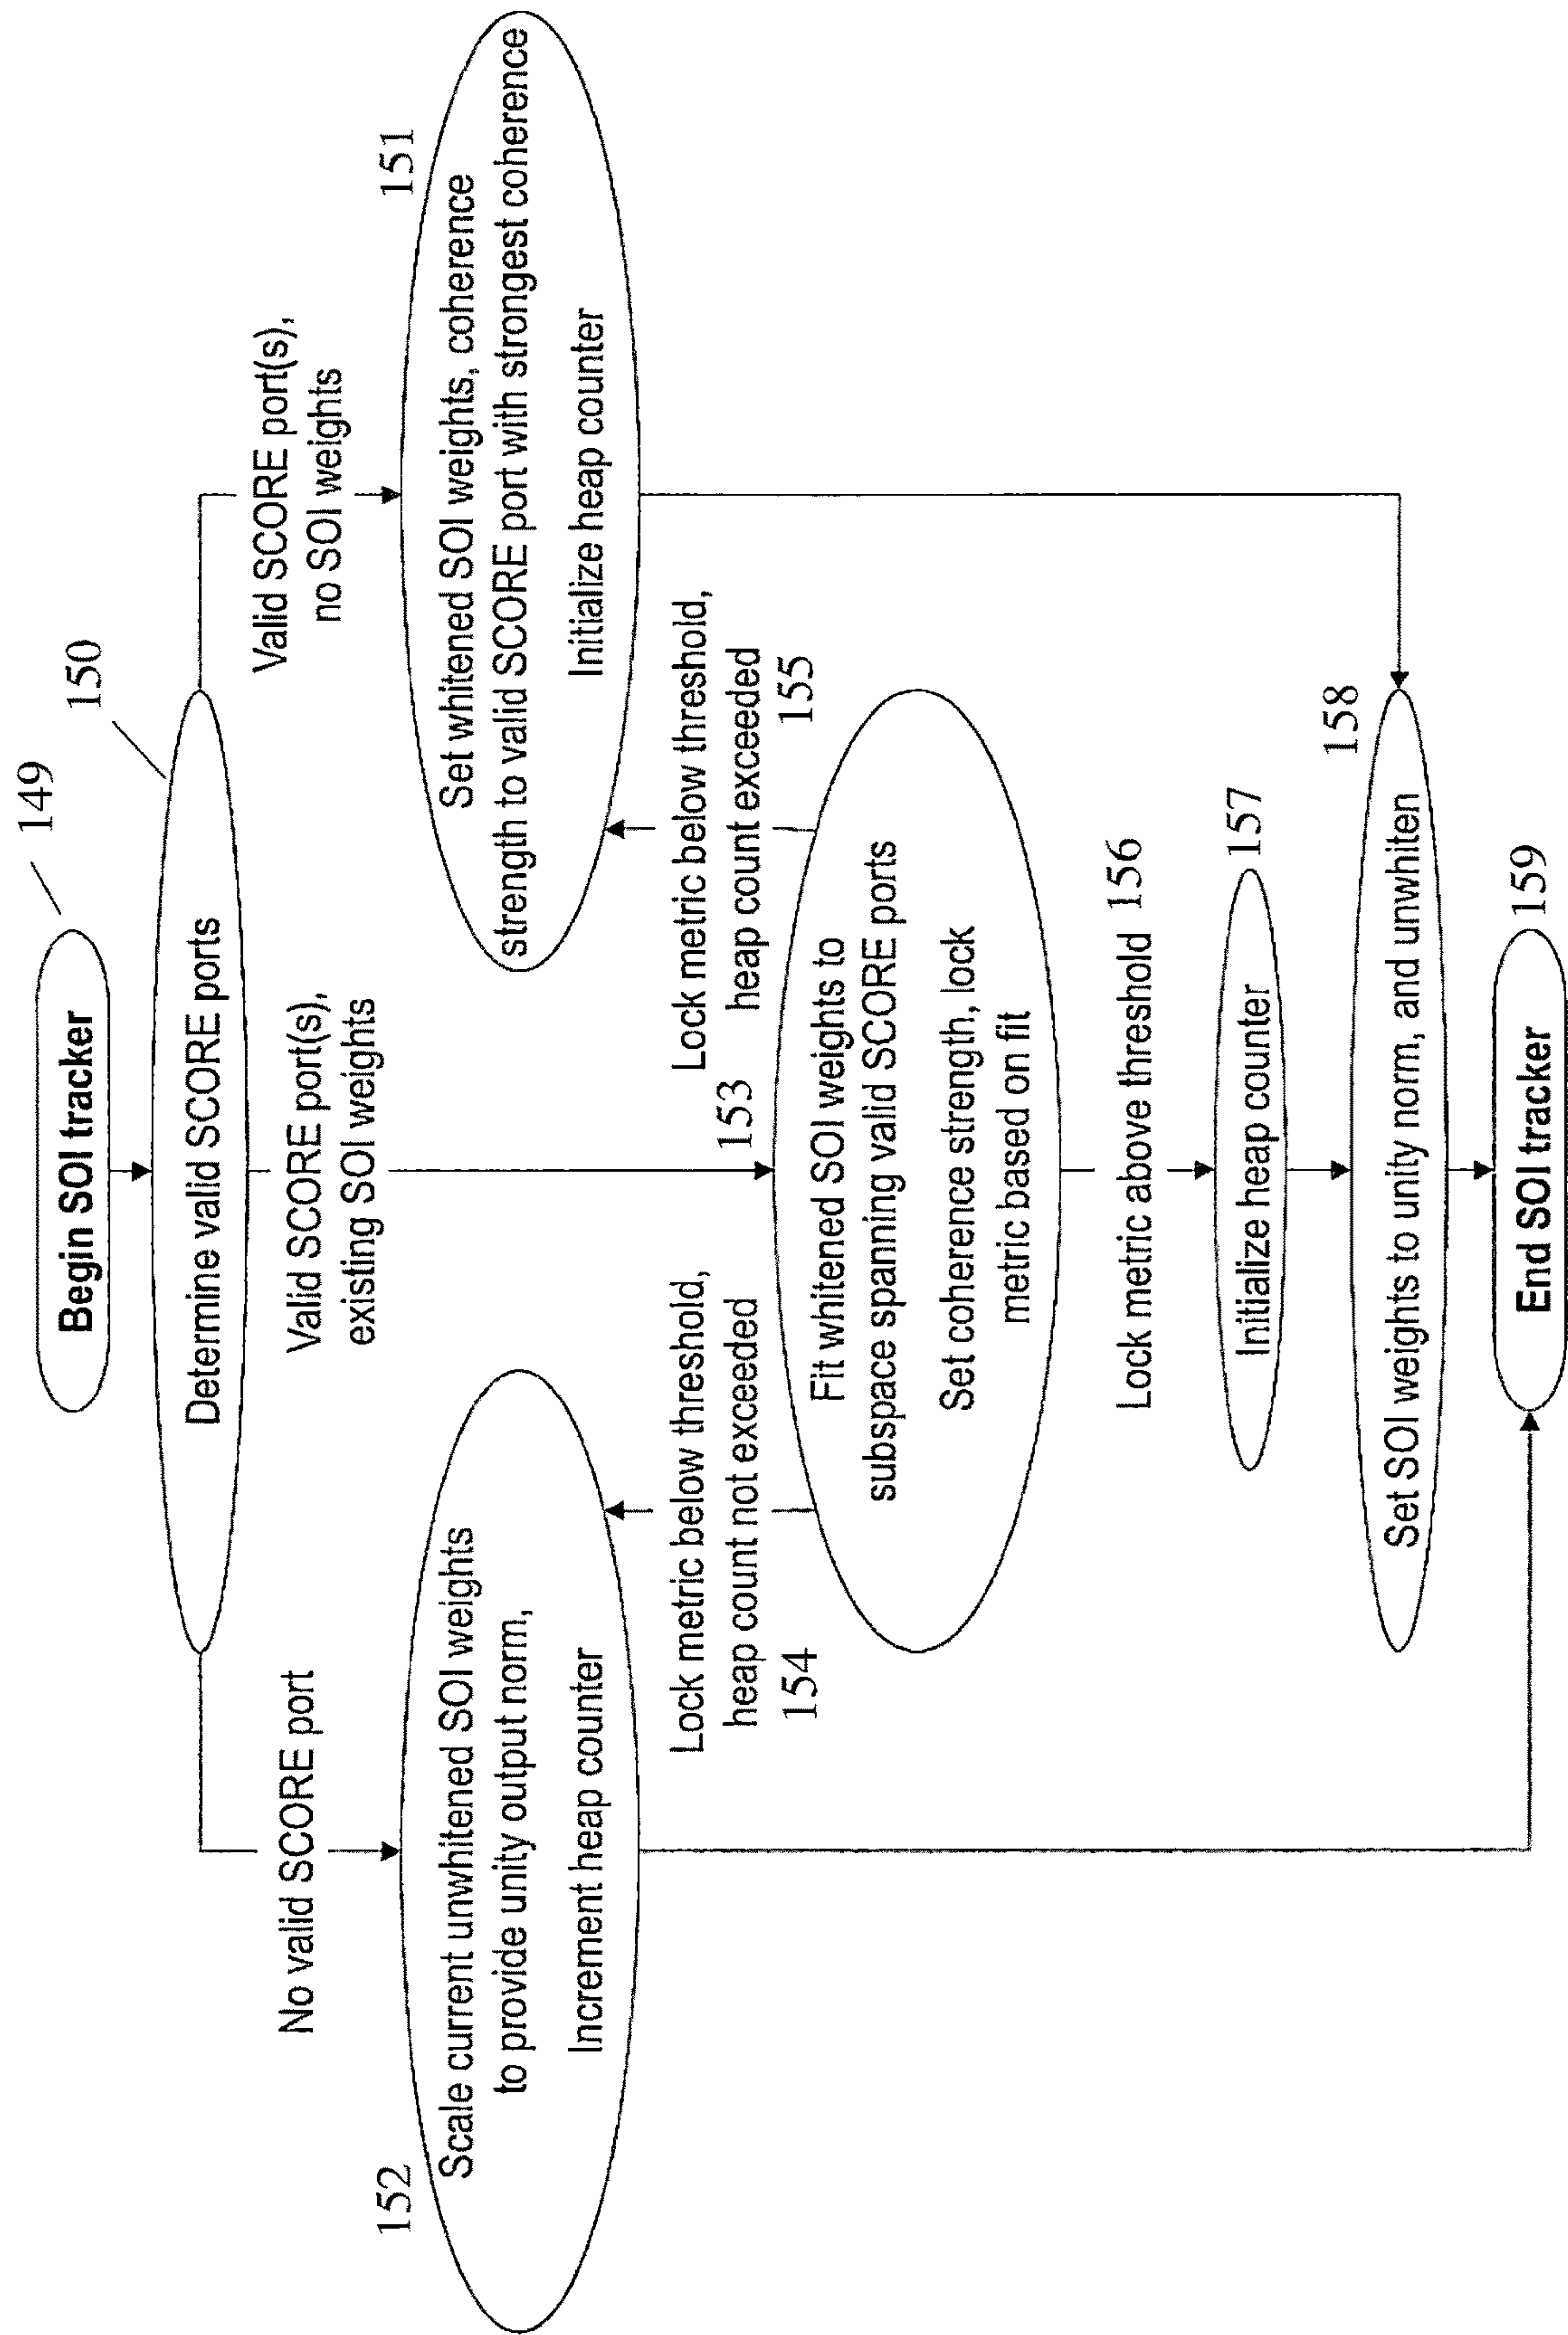 149
Begin SOI tracker
150
Determine valid SCORE ports
No valid SCORE port
Valid SCORE port(s),
existing SOI weights
Valid SCORE port(s),
no SOI weights
152
Scale current unwhitened SOI weights
to provide unity output norm,
Increment heap counter
151
Set whitened SOI weights, coherence
strength to valid SCORE port with strongest coherence
Initialize heap counter
Lock metric below threshold,
heap count not exceeded
154
153
Lock metric below threshold,
heap count exceeded
155
Fit whitened SOI weights to
subspace spanning valid SCORE ports
Set coherence strength, lock
metric based on fit
Lock metric above threshold 156
Initialize heap counter
157
158
Set SOI weights to unity norm, and unwhiten
End SOI tracker
159